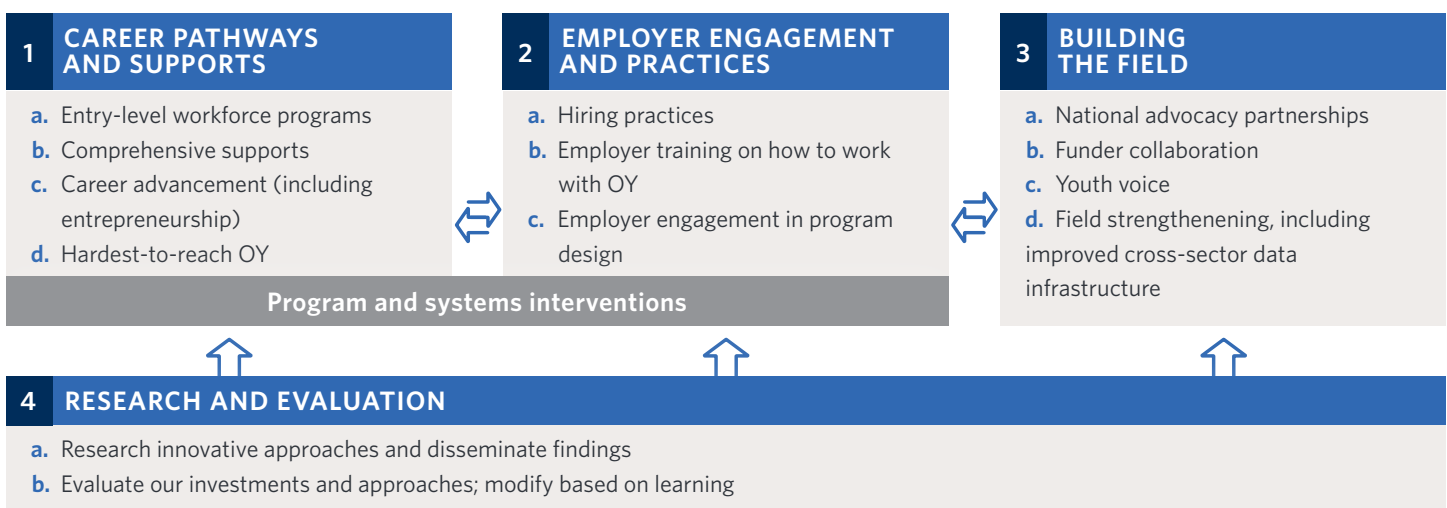 1
CAREER PATHWAYS
AND SUPPORTS
a. Entry-level workforce programs
b. Comprehensive supports
c. Career advancement (including
entrepreneurship)
d. Hardest-to-reach OY
2
EMPLOYER ENGAGEMENT
AND PRACTICES
a. Hiring practices
b. Employer training on how to work
with OY
c. Employer engagement in program
design
Program and systems interventions
3
BUILDING
THE FIELD
a. National advocacy partnerships
b. Funder collaboration
c. Youth voice
d. Field strengthenening, including
improved cross-sector data
infrastructure
4 RESEARCH AND EVALUATION
a. Research innovative approaches and disseminate findings
b. Evaluate our investments and approaches; modify based on learning